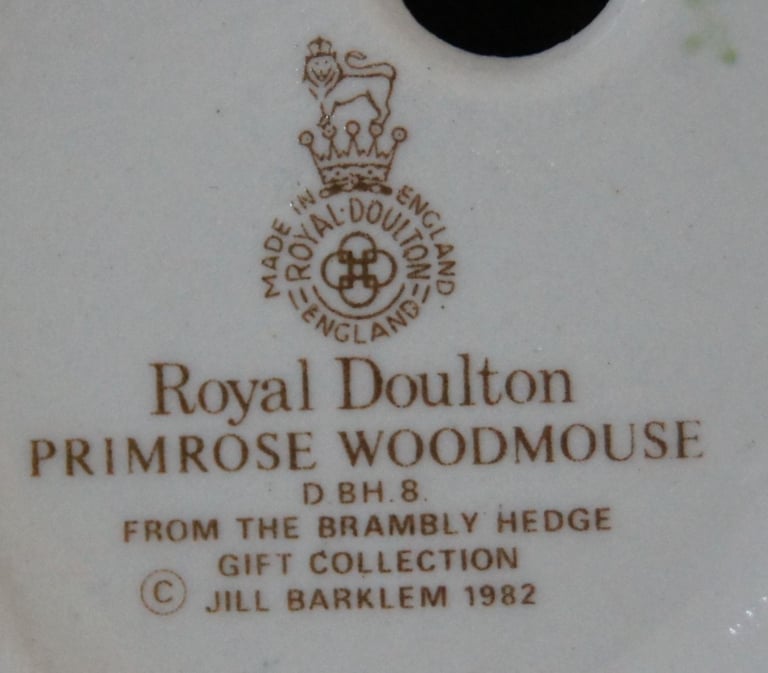 MADE IN ENGLAND
ROYAL·DOULTON
ENGLAND
Royal Doulton
PRIMROSE WOODMOUSE
D.BH.8.
FROM THE BRAMBLY HEDGE
GIFT COLLECTION
© JILL BARKLEM 1982